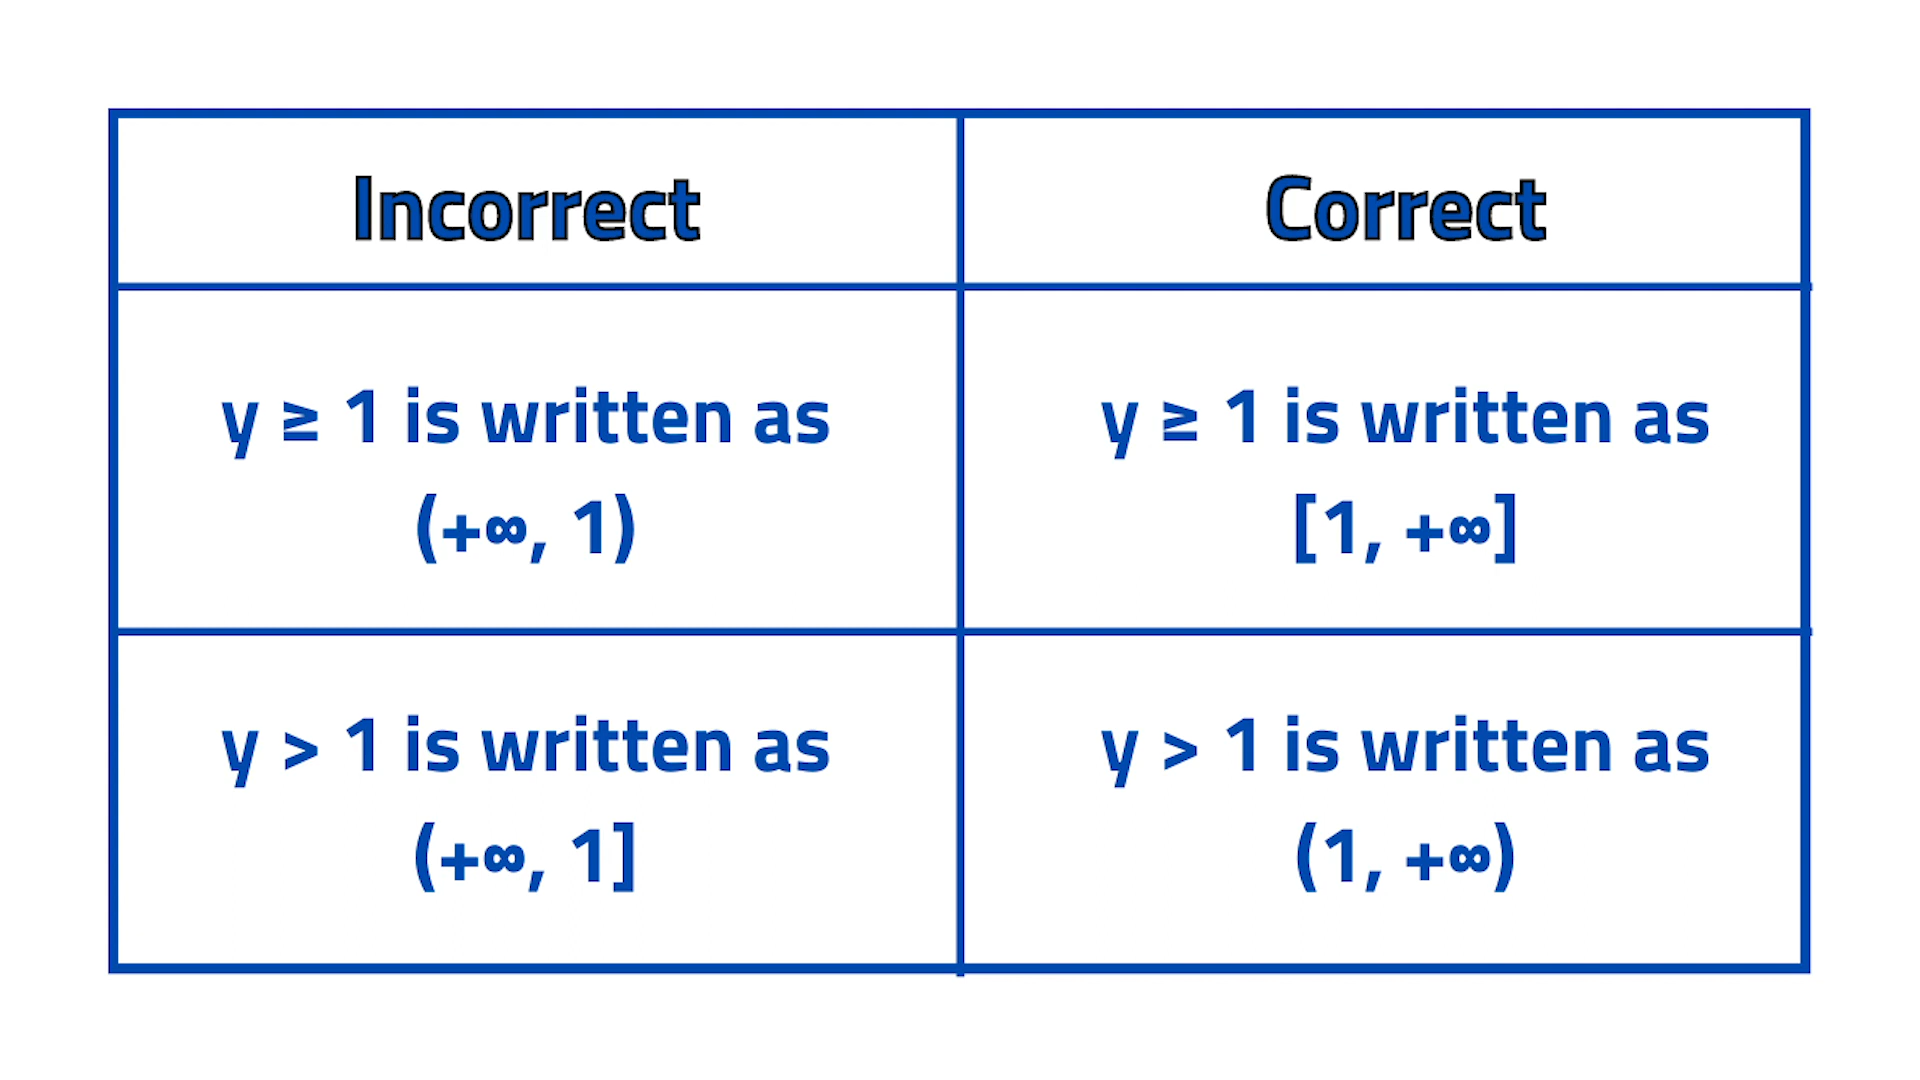 Incorrect
Correct
y ≥ 1 is written as
(+∞, 1)
y ≥ 1 is written as
[1, +∞]
y > 1 is written as
(+∞, 1]
y > 1 is written as
(1, +∞)